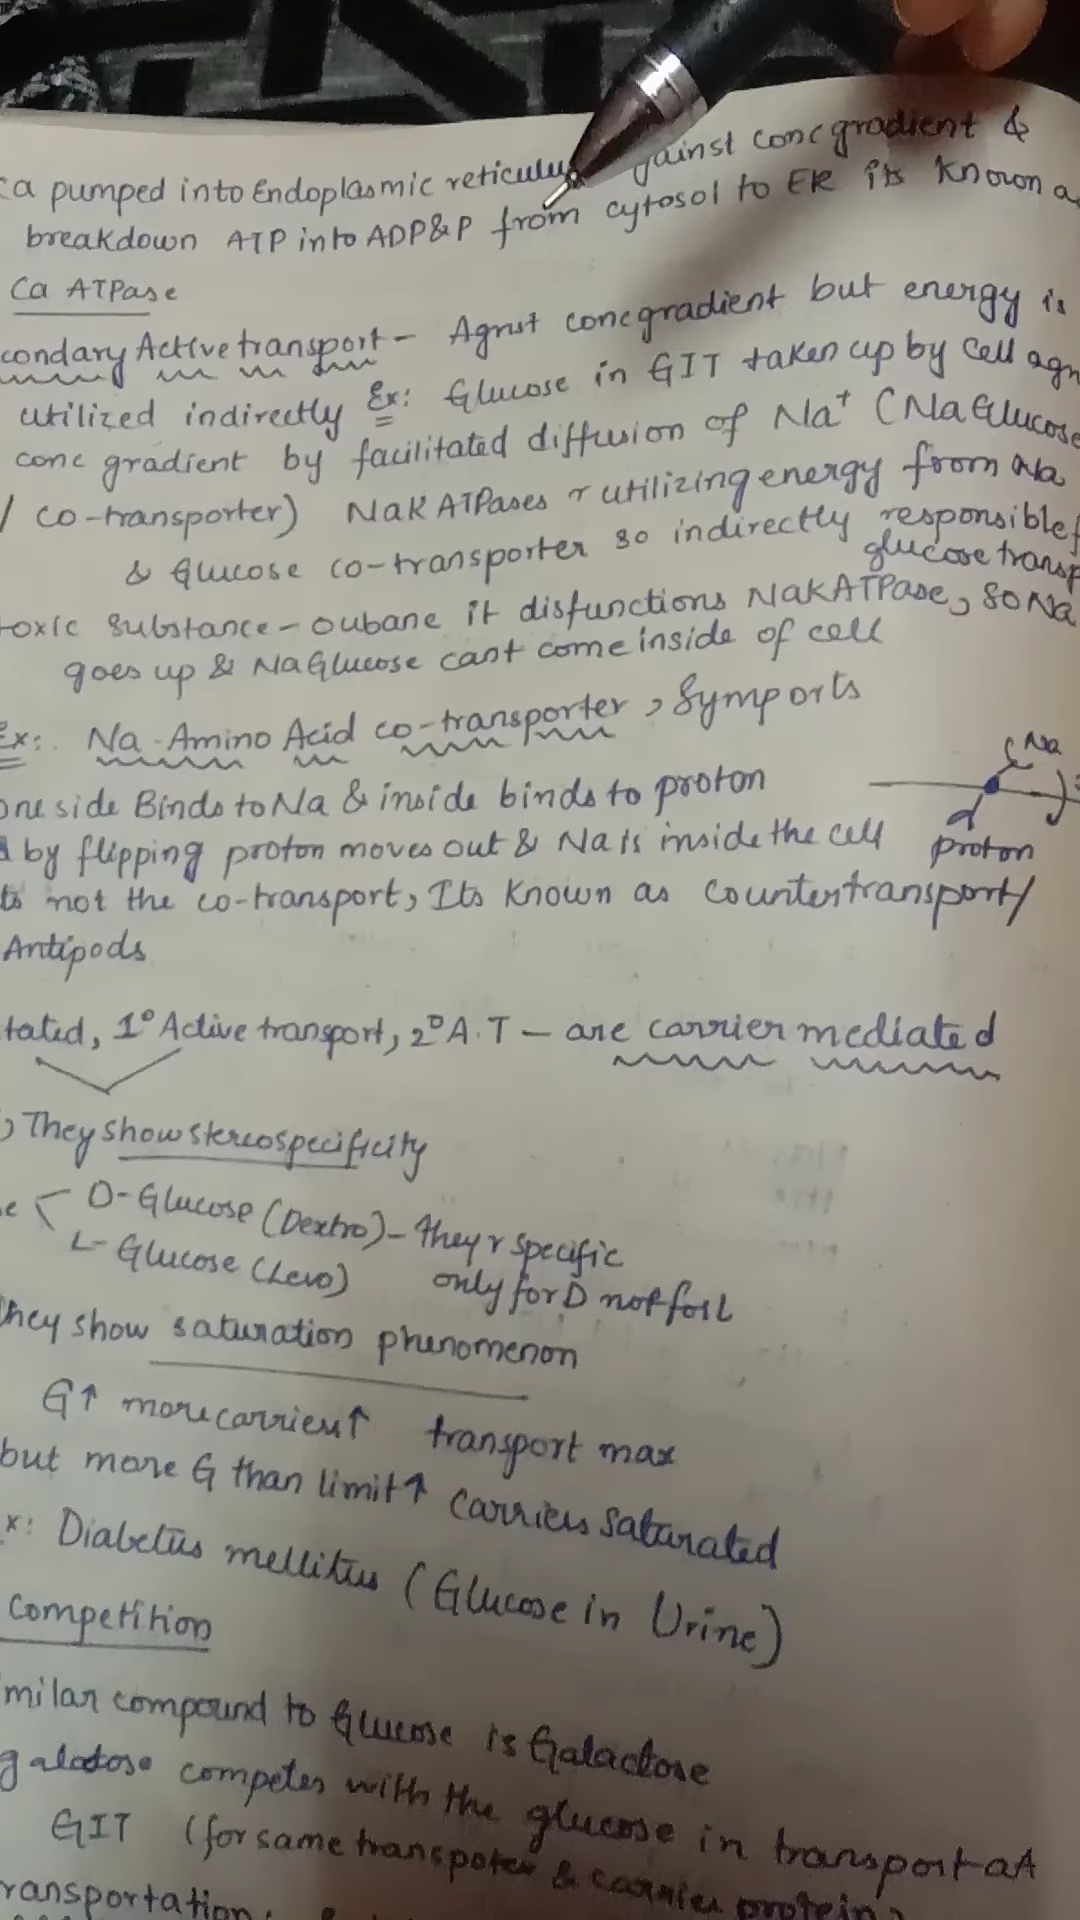 Ca pumped into Endoplasmic reticulu gainst conc gradient &
breakdown ATP into ADP&P from cytosol to ER its Known a
Ca ATPase
condary Active transport - Agnst conc gradient but energy is
utilized indirectly Ex: Glucose in GIT taken up by cell agn
conc gradient by facilitated diffusion of Na+ (Na Glucose
/ co-transporter) NaK ATPases r utilizing energy from Na
& Glucose co-transporter so indirectly responsible f
glucose transp
toxic substance - oubane it disfunctions NaKATPase, so Na
goes up & NaGlucose cant come inside of cell
Ex: Na-Amino Acid co-transporter, Symports
one side Binds to Na & inside binds to proton
d by flipping proton moves out & Na is inside the cell
ts not the co-transport, Its Known as Countertransport/
Antipods
Na
proton
tated, 1° Active transport, 2° A.T - are carrier mediated
) They show stereospecificity
se D-Glucose (Dextro) - they r specific
L-Glucose (Levo) only for D not for L
They show saturation phenomenon
G↑ more carriers↑ transport max
but more G than limit↑ Carriers saturated
x: Diabetus mellitus (Glucose in Urine)
Competition
milar compound to Glucose is Galactose
galactose competes with the glucose in transport at
GIT (for same transpoter & carrier protein)
ransportation